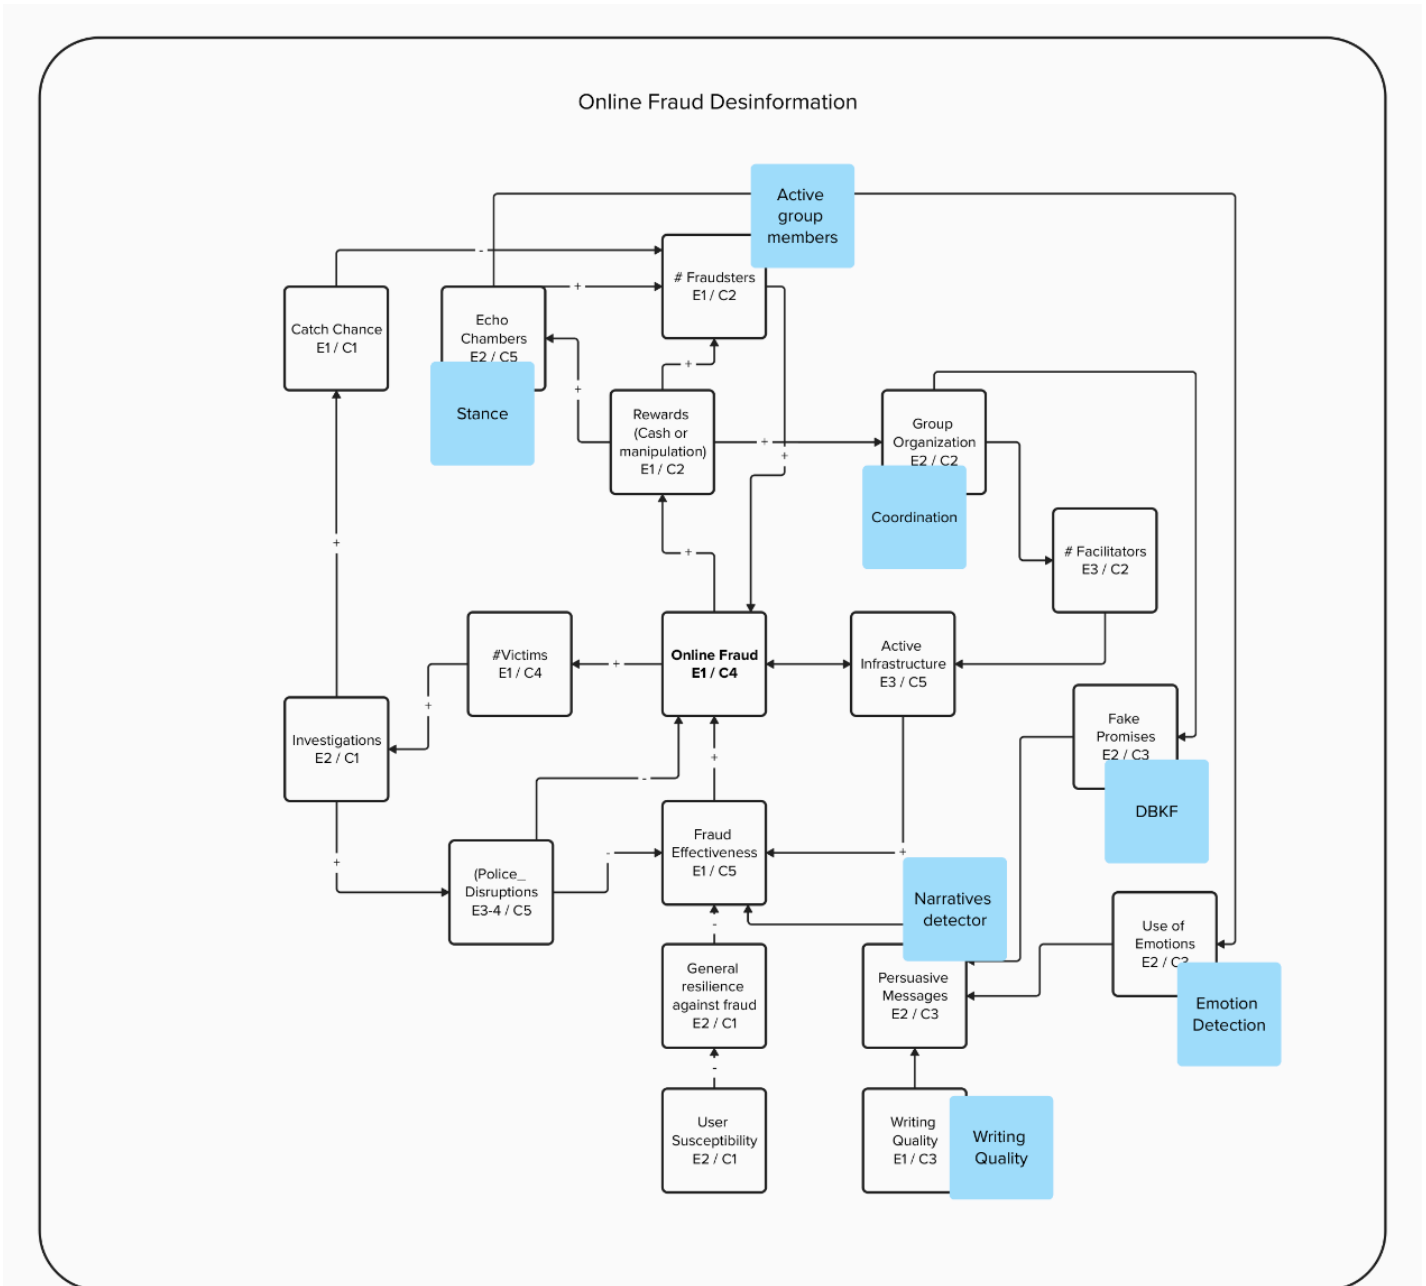 Online Fraud Desinformation
Active
group
members
-
# Fraudsters
E1 / C2
+
Catch Chance
E1 / C1
Echo
Chambers
E2 / C5
Stance
+
+
Rewards
(Cash or
manipulation)
E1 / C2
+
+
Group
Organization
E2 / C2
Coordination
# Facilitators
E3 / C2
+
+
#Victims
E1 / C4
+
Online Fraud
E1 / C4
Active
Infrastructure
E3 / C5
+
Investigations
E2 / C1
Fake
Promises
E2 / C3
DBKF
-
+
Fraud
Effectiveness
E1 / C5
+
+
(Police_
Disruptions
E3-4 / C5
-
Narratives
detector
-
General
resilience
against fraud
E2 / C1
Persuasive
Messages
E2 / C3
Use of
Emotions
E2 / C3
Emotion
Detection
-
User
Susceptibility
E2 / C1
Writing
Quality
E1 / C3
Writing
Quality